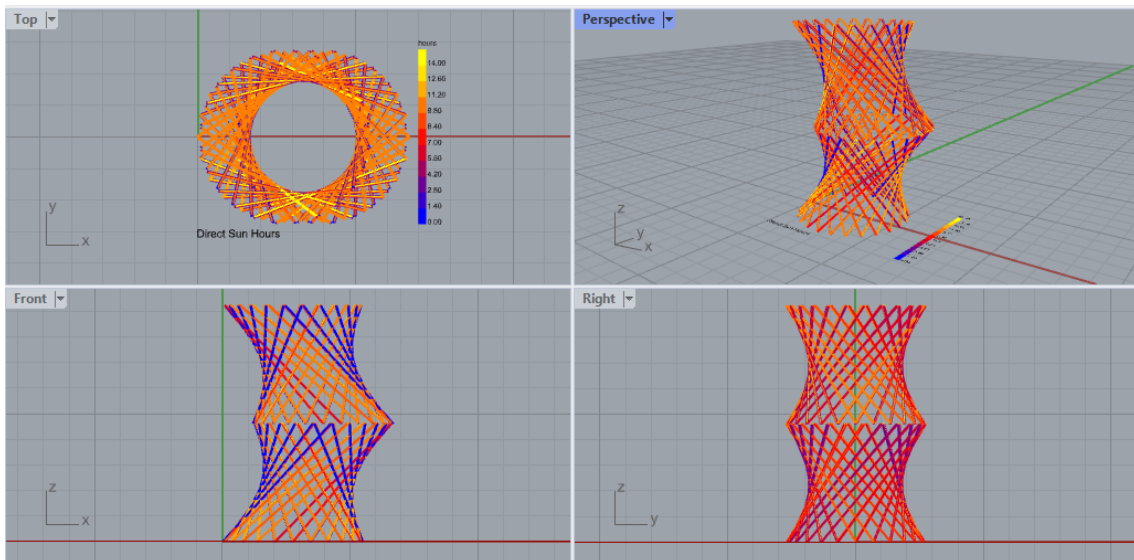 Top
hours
14.00
12.60
11.20
9.80
8.40
7.00
5.60
4.20
2.80
1.40
0.00
y
x
Direct Sun Hours
Perspective
z
y
x
Front
z
x
Right
z
y